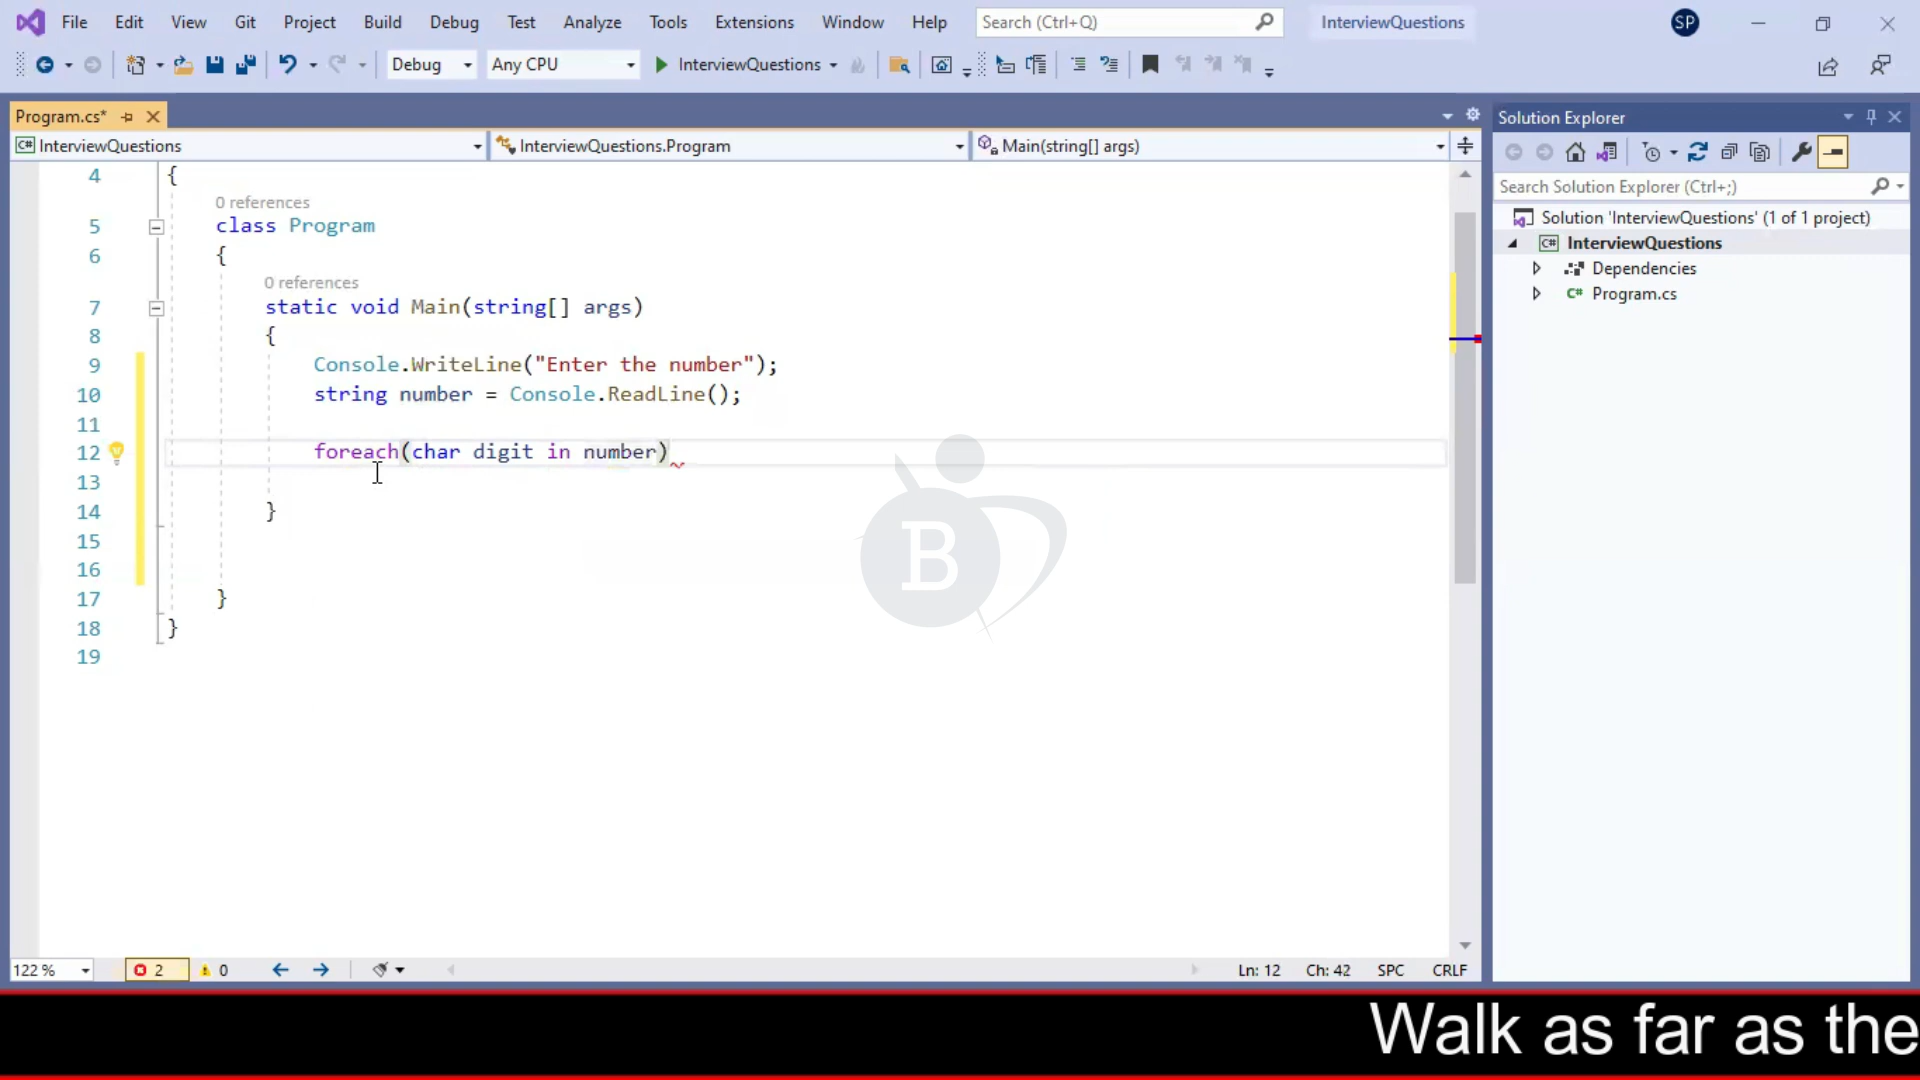 File Edit View Git Project Build Debug Test Analyze Tools Extensions Window Help Search (Ctrl+Q) InterviewQuestions SP
Debug Any CPU InterviewQuestions
Program.cs*
InterviewQuestions InterviewQuestions.Program Main(string[] args)
4 {
0 references
5 class Program
6 {
0 references
7 static void Main(string[] args)
8 {
9 Console.WriteLine("Enter the number");
10 string number = Console.ReadLine();
11
12 foreach(char digit in number)
13
14 }
15
16
17 }
18 }
19
B
122 % 2 0 Ln: 12 Ch: 42 SPC CRLF
Solution Explorer
Search Solution Explorer (Ctrl+;)
Solution 'InterviewQuestions' (1 of 1 project)
C# InterviewQuestions
Dependencies
C# Program.cs
Walk as far as the